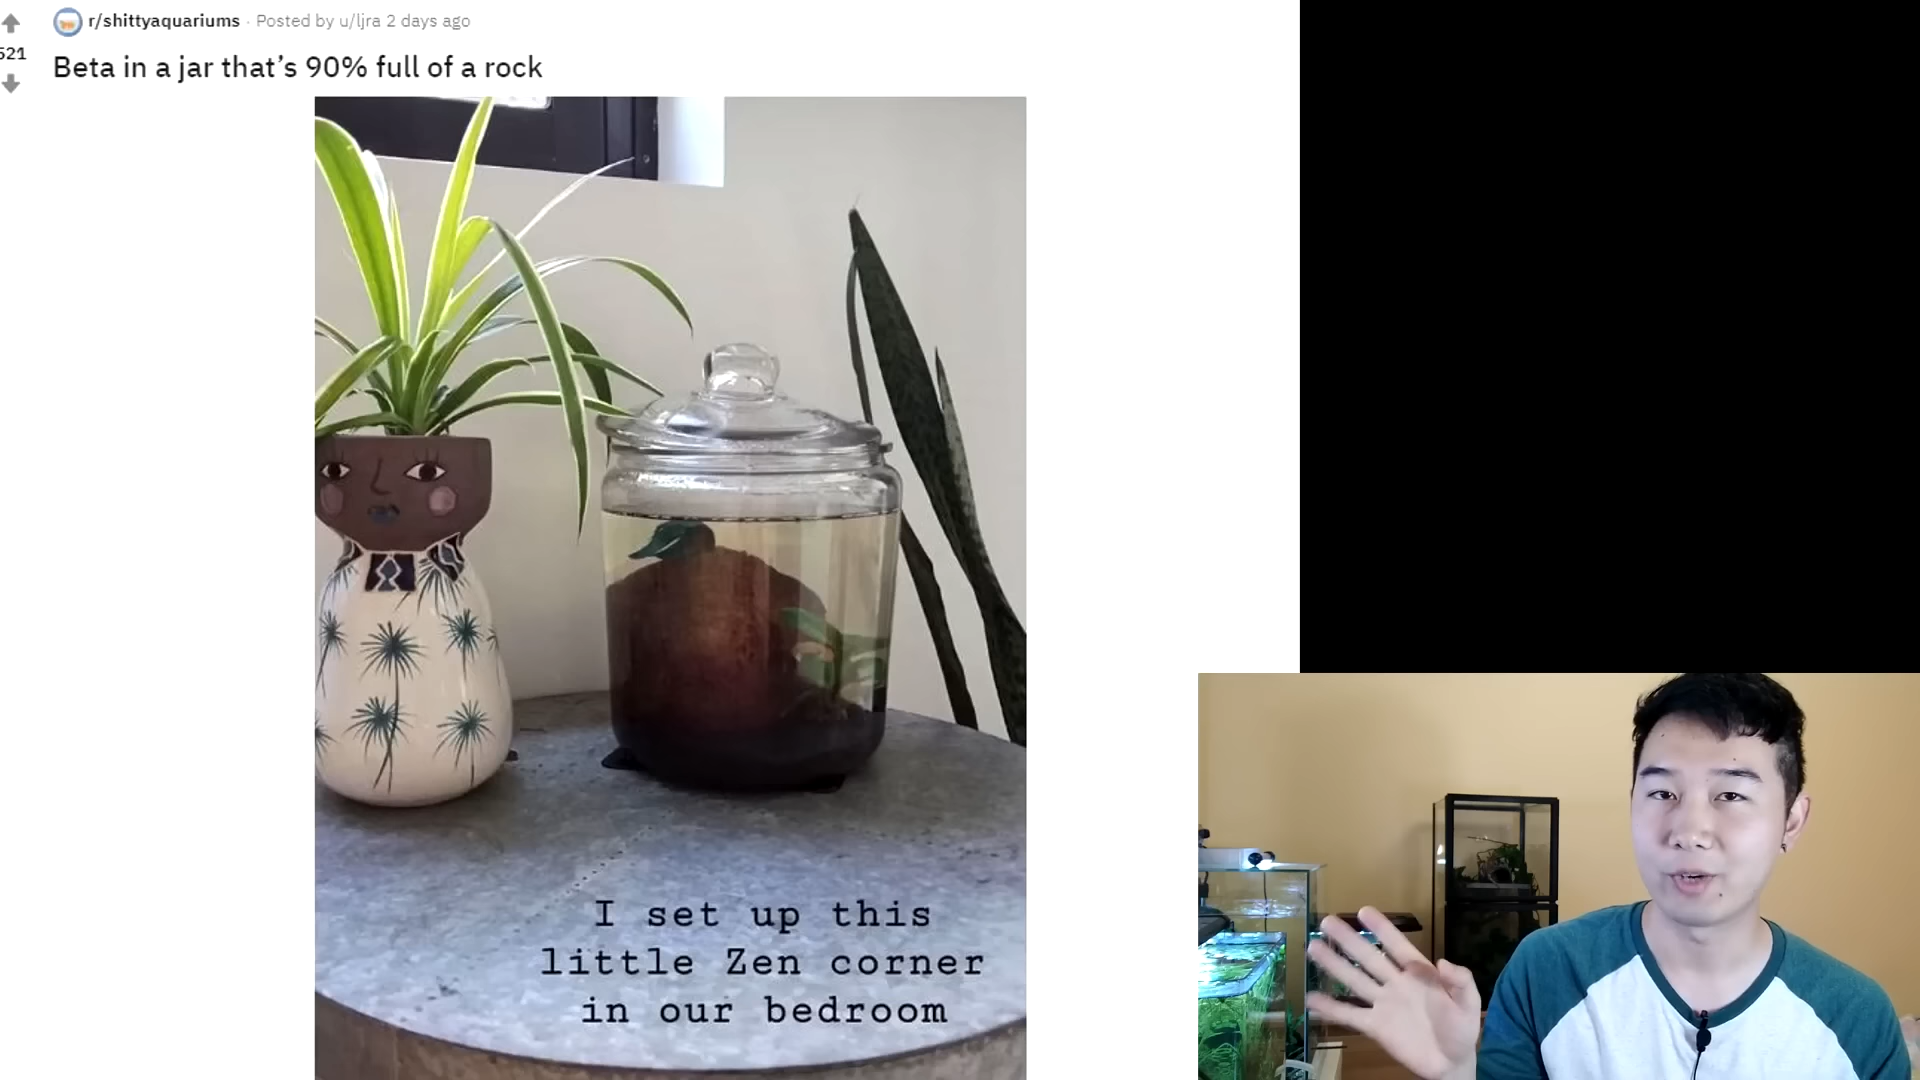 r/shittyaquariums · Posted by u/ljra 2 days ago
521
Beta in a jar that's 90% full of a rock
I set up this
little Zen corner
in our bedroom